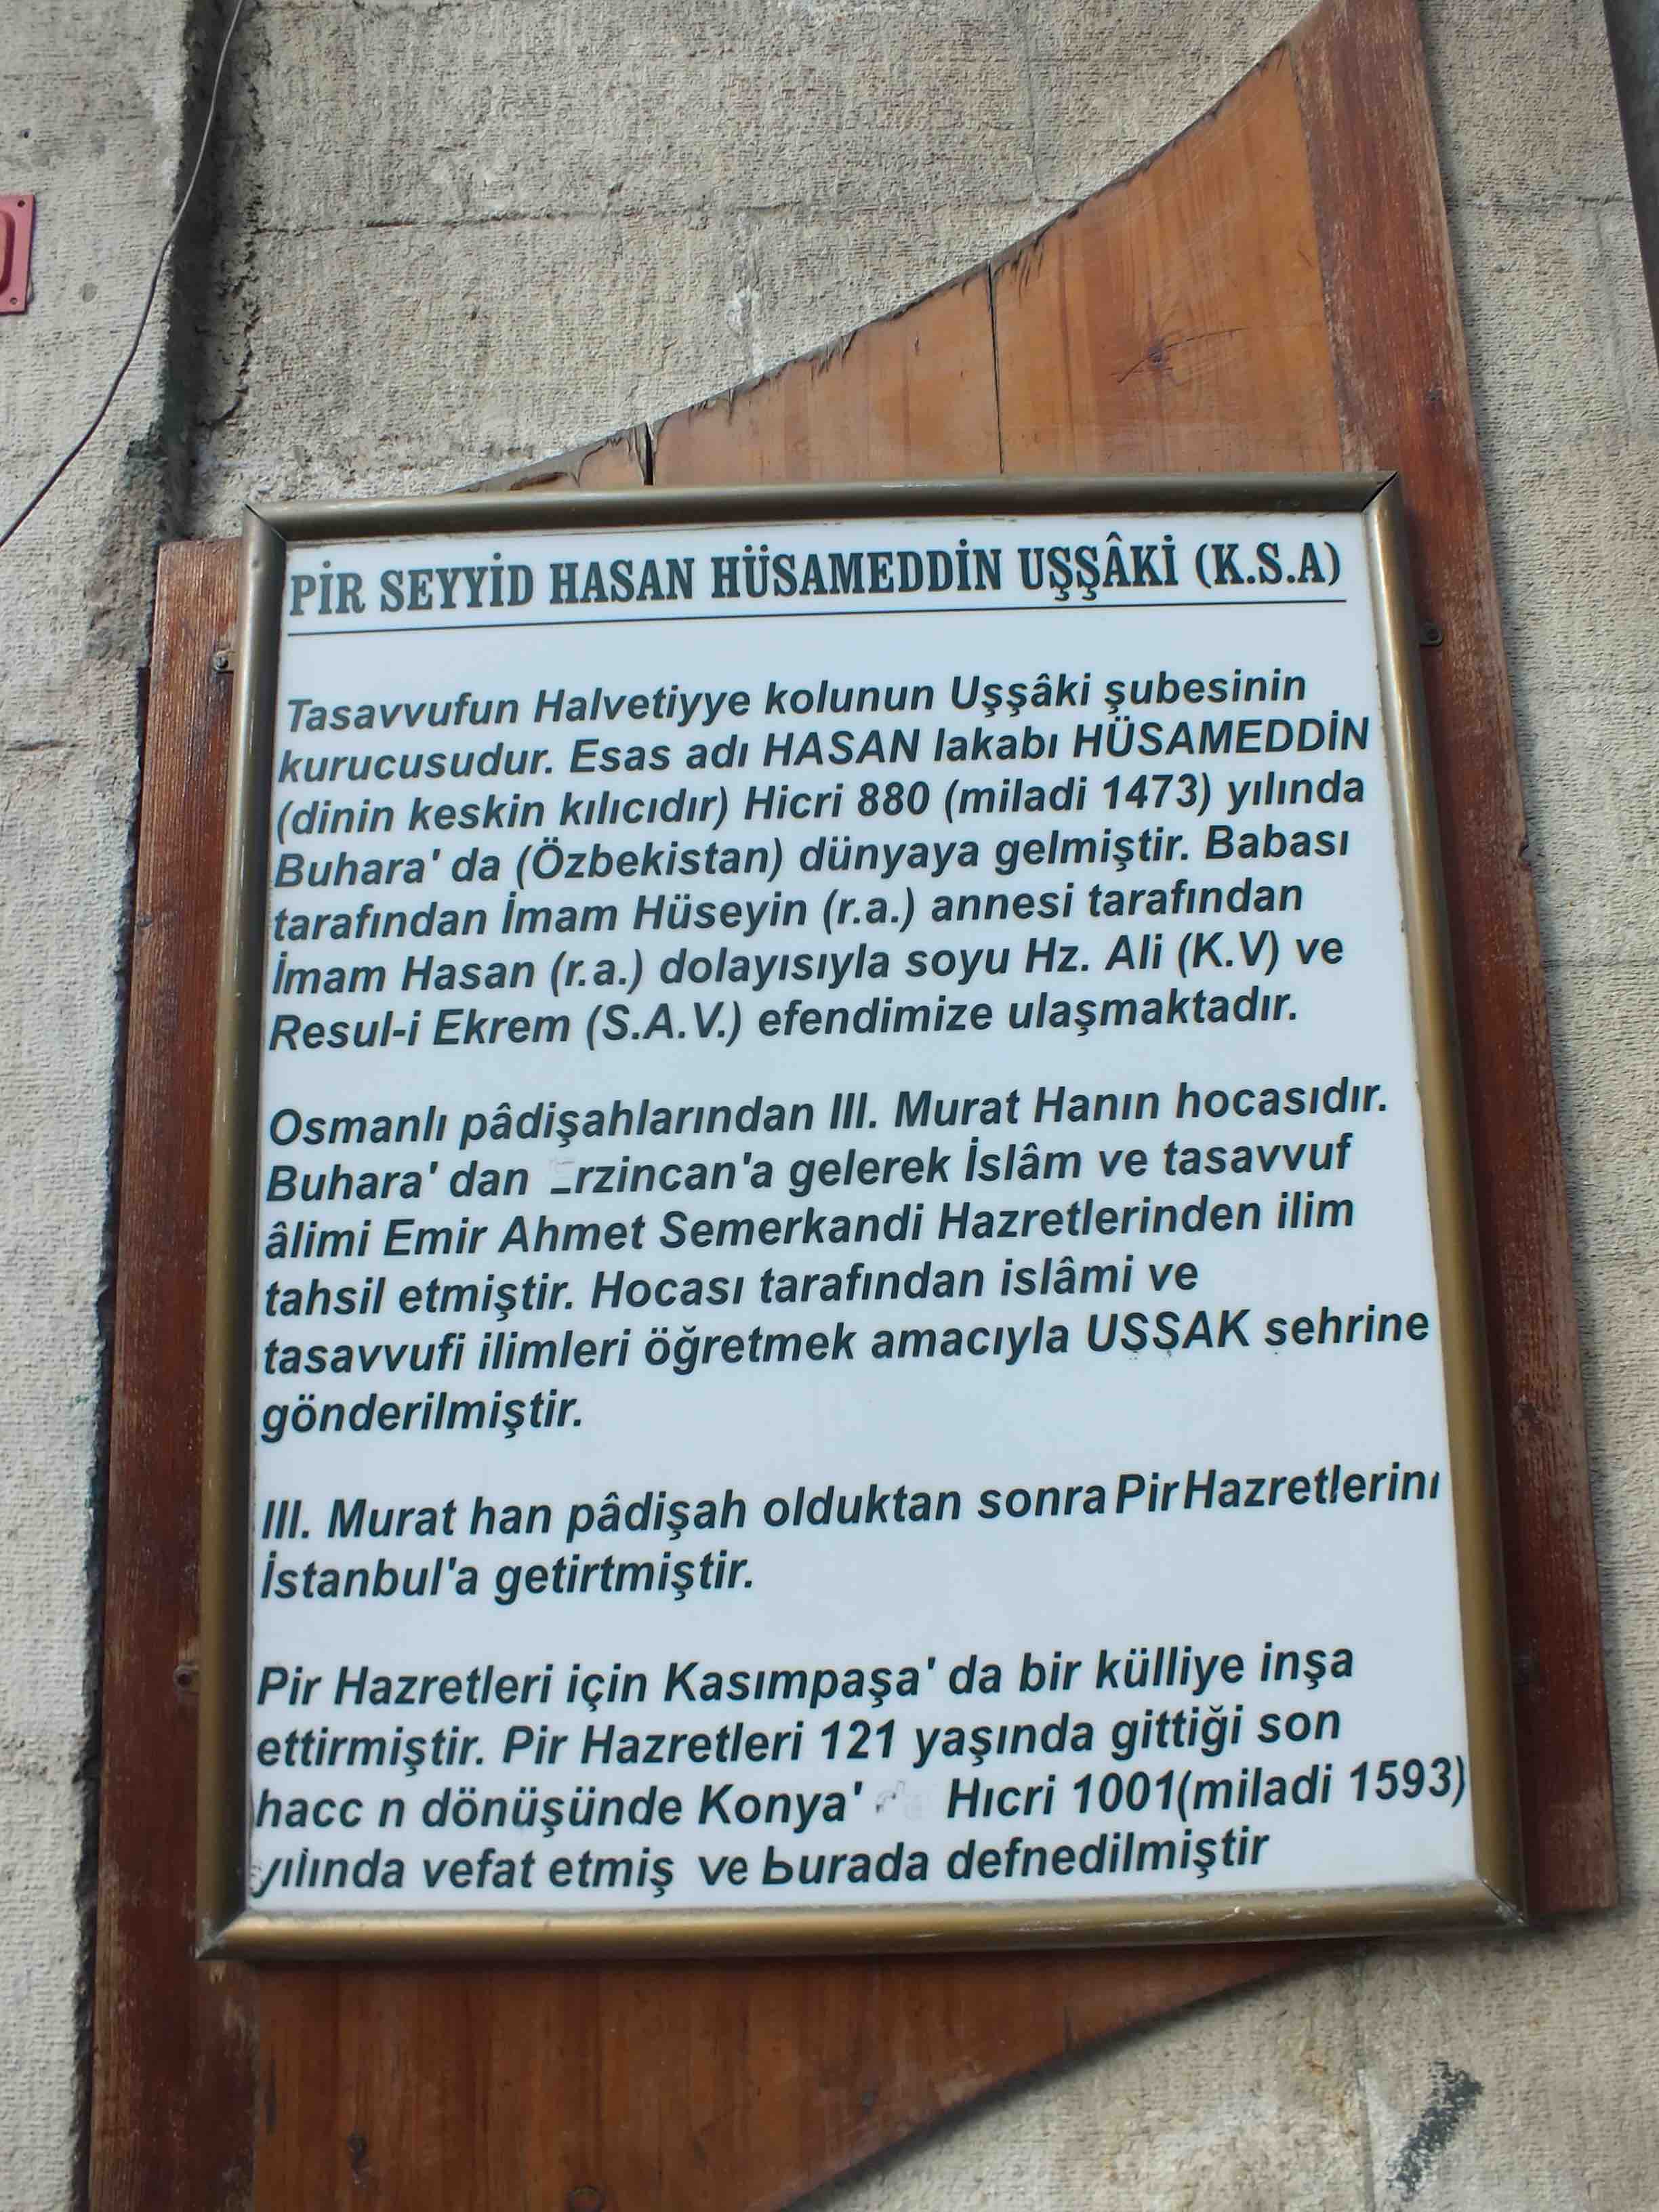 PİR SEYYİD HASAN HÜSAMEDDİN UŞŞÂKİ (K.S.A)
Tasavvufun Halvetiyye kolunun Uşşâki şubesinin
kurucusudur. Esas adı HASAN lakabı HÜSAMEDDİN
(dinin keskin kılıcıdır) Hicri 880 (miladi 1473) yılında
Buhara' da (Özbekistan) dünyaya gelmiştir. Babası
tarafından İmam Hüseyin (r.a.) annesi tarafından
İmam Hasan (r.a.) dolayısıyla soyu Hz. Ali (K.V) ve
Resul-i Ekrem (S.A.V.) efendimize ulaşmaktadır.
Osmanlı pâdişahlarından III. Murat Hanın hocasıdır.
Buhara' dan Erzincan'a gelerek İslâm ve tasavvuf
âlimi Emir Ahmet Semerkandi Hazretlerinden ilim
tahsil etmiştir. Hocası tarafından islâmi ve
tasavvufi ilimleri öğretmek amacıyla UŞŞAK şehrine
gönderilmiştir.
III. Murat han pâdişah olduktan sonra Pir Hazretlerini
İstanbul'a getirtmiştir.
Pir Hazretleri için Kasımpaşa' da bir külliye inşa
ettirmiştir. Pir Hazretleri 121 yaşında gittiği son
hacc n dönüşünde Konya' Hicri 1001(miladi 1593)
yılında vefat etmiş ve burada defnedilmiştir